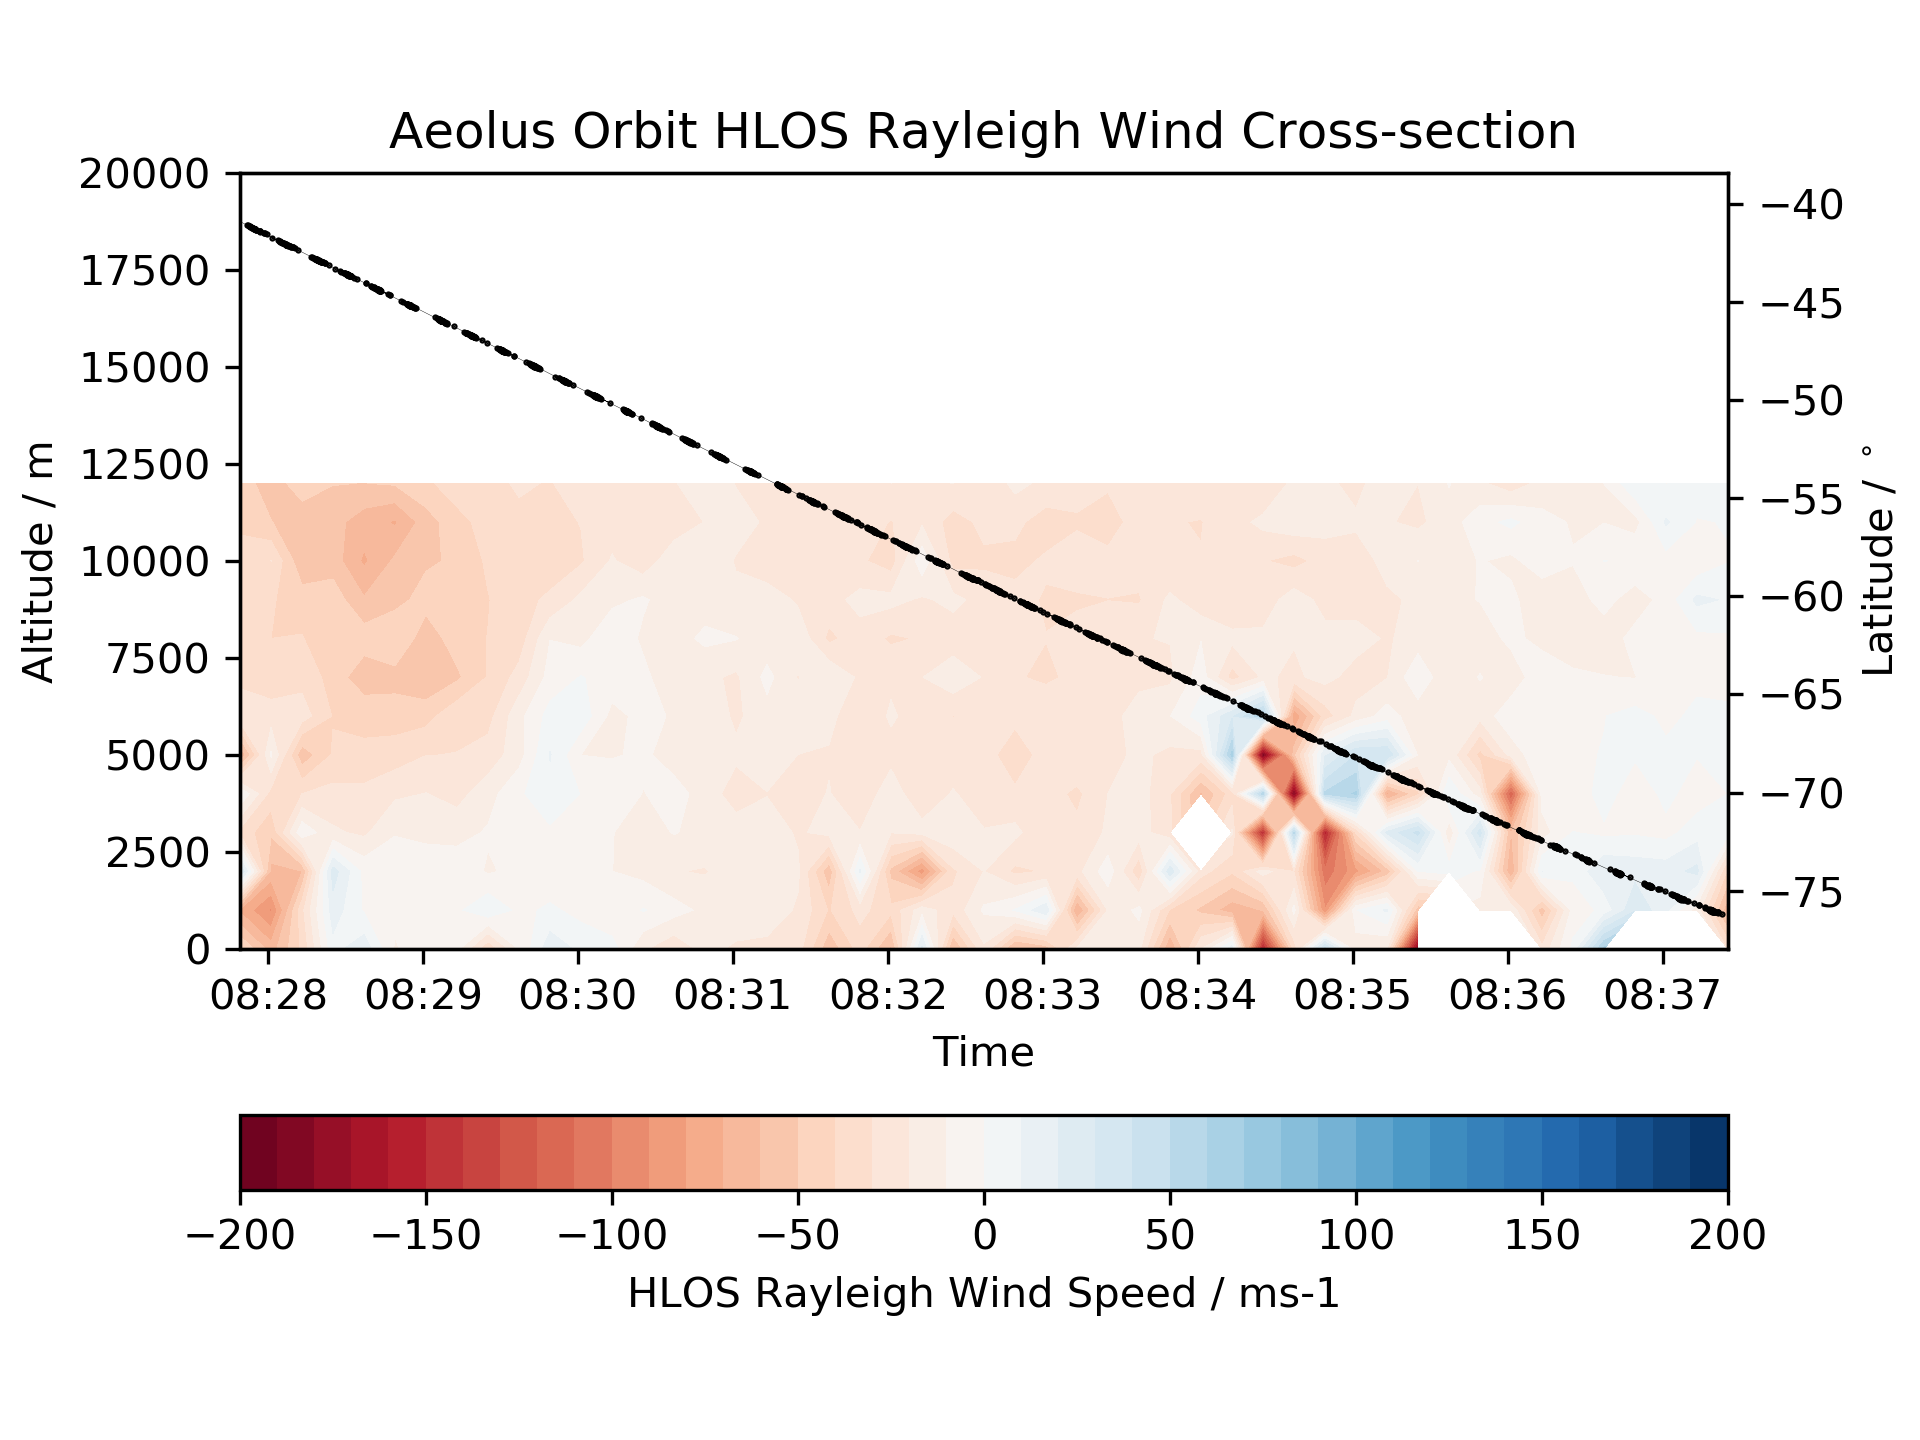 Aeolus Orbit HLOS Rayleigh Wind Cross-section
20000
17500
15000
12500
10000
7500
5000
2500
0
Altitude / m
−40
−45
−50
−55
−60
−65
−70
−75
Latitude / °
08:28 08:29 08:30 08:31 08:32 08:33 08:34 08:35 08:36 08:37
Time
−200 −150 −100 −50 0 50 100 150 200
HLOS Rayleigh Wind Speed / ms-1